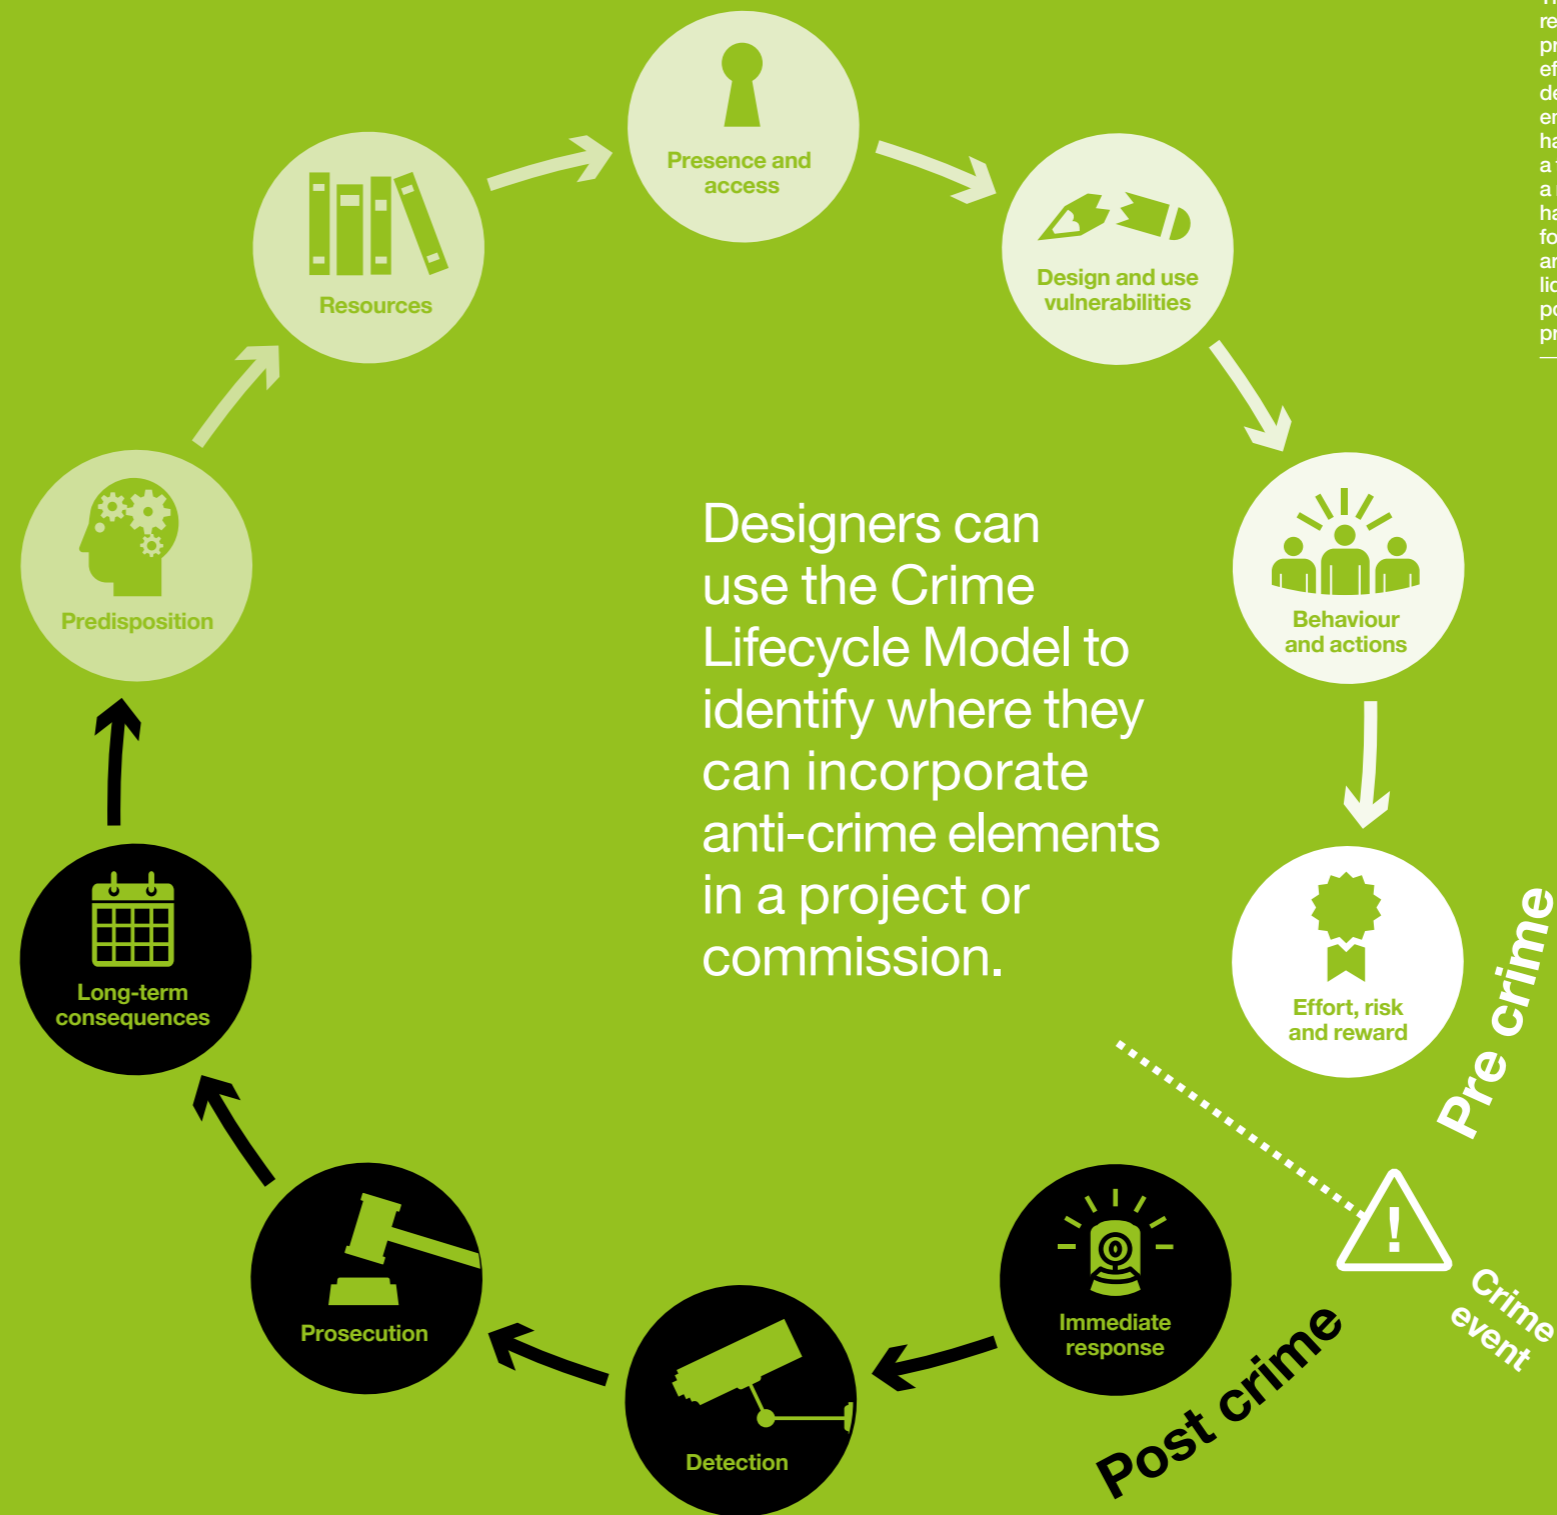 Presence and
access
Design and use
vulnerabilities
Behaviour
and actions
Effort, risk
and reward
Pre crime
Crime
event
Post crime
Immediate
response
Detection
Prosecution
Long-term
consequences
Predisposition
Resources
Designers can
use the Crime
Lifecycle Model to
identify where they
can incorporate
anti-crime elements
in a project or
commission.
!